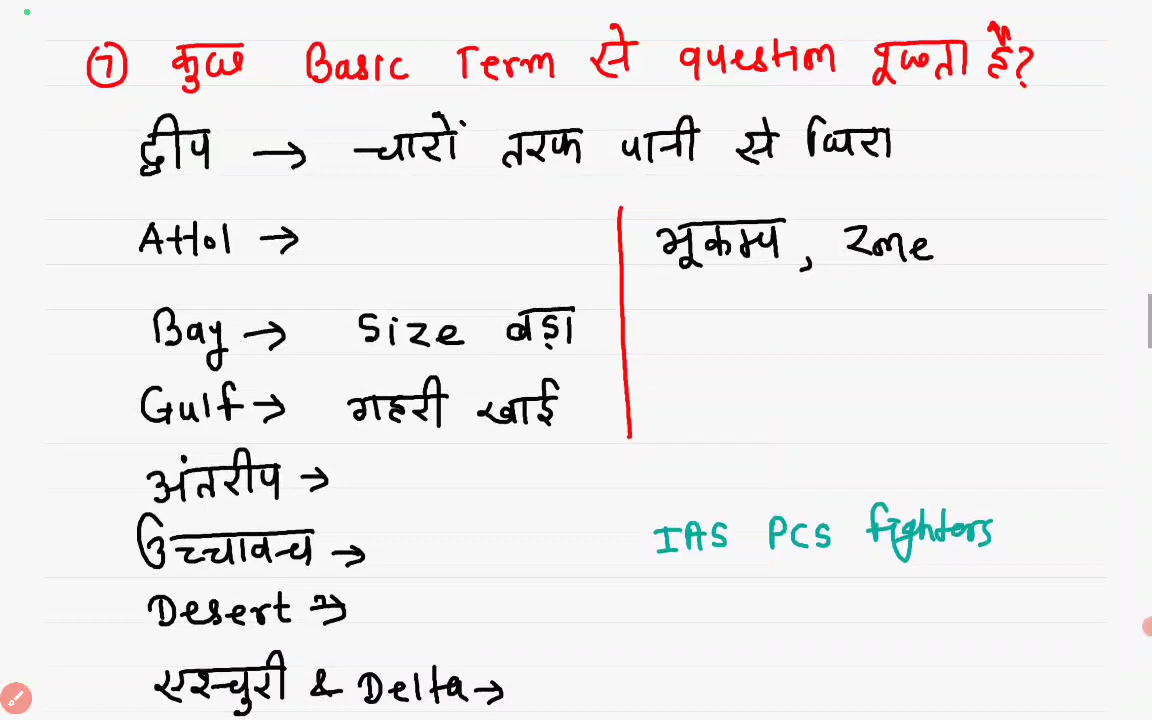 ⑦ कुछ Basic Term से question पूछता है?
द्वीप → चारों तरफ पानी से घिरा
Attol →
भूकम्प, Zone
Bay → Size बड़ा
Gulf → गहरी खाई
अंतरीप →
उच्चावच →
IAS PCS fighters
Desert →
एस्चुरी & Delta →